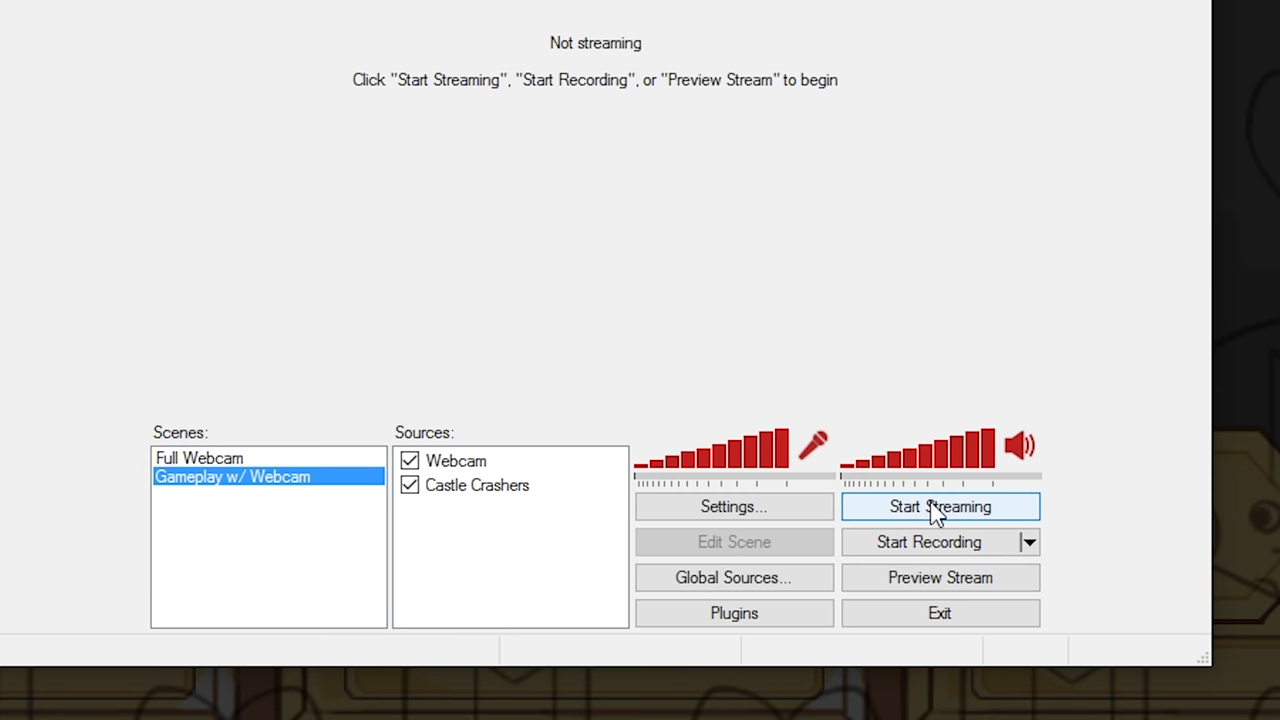 Not streaming
Click "Start Streaming", "Start Recording", or "Preview Stream" to begin
Scenes:
Full Webcam
Gameplay w/ Webcam
Sources:
Webcam
Castle Crashers
Settings...
Start Streaming
Edit Scene
Start Recording
Global Sources...
Preview Stream
Plugins
Exit